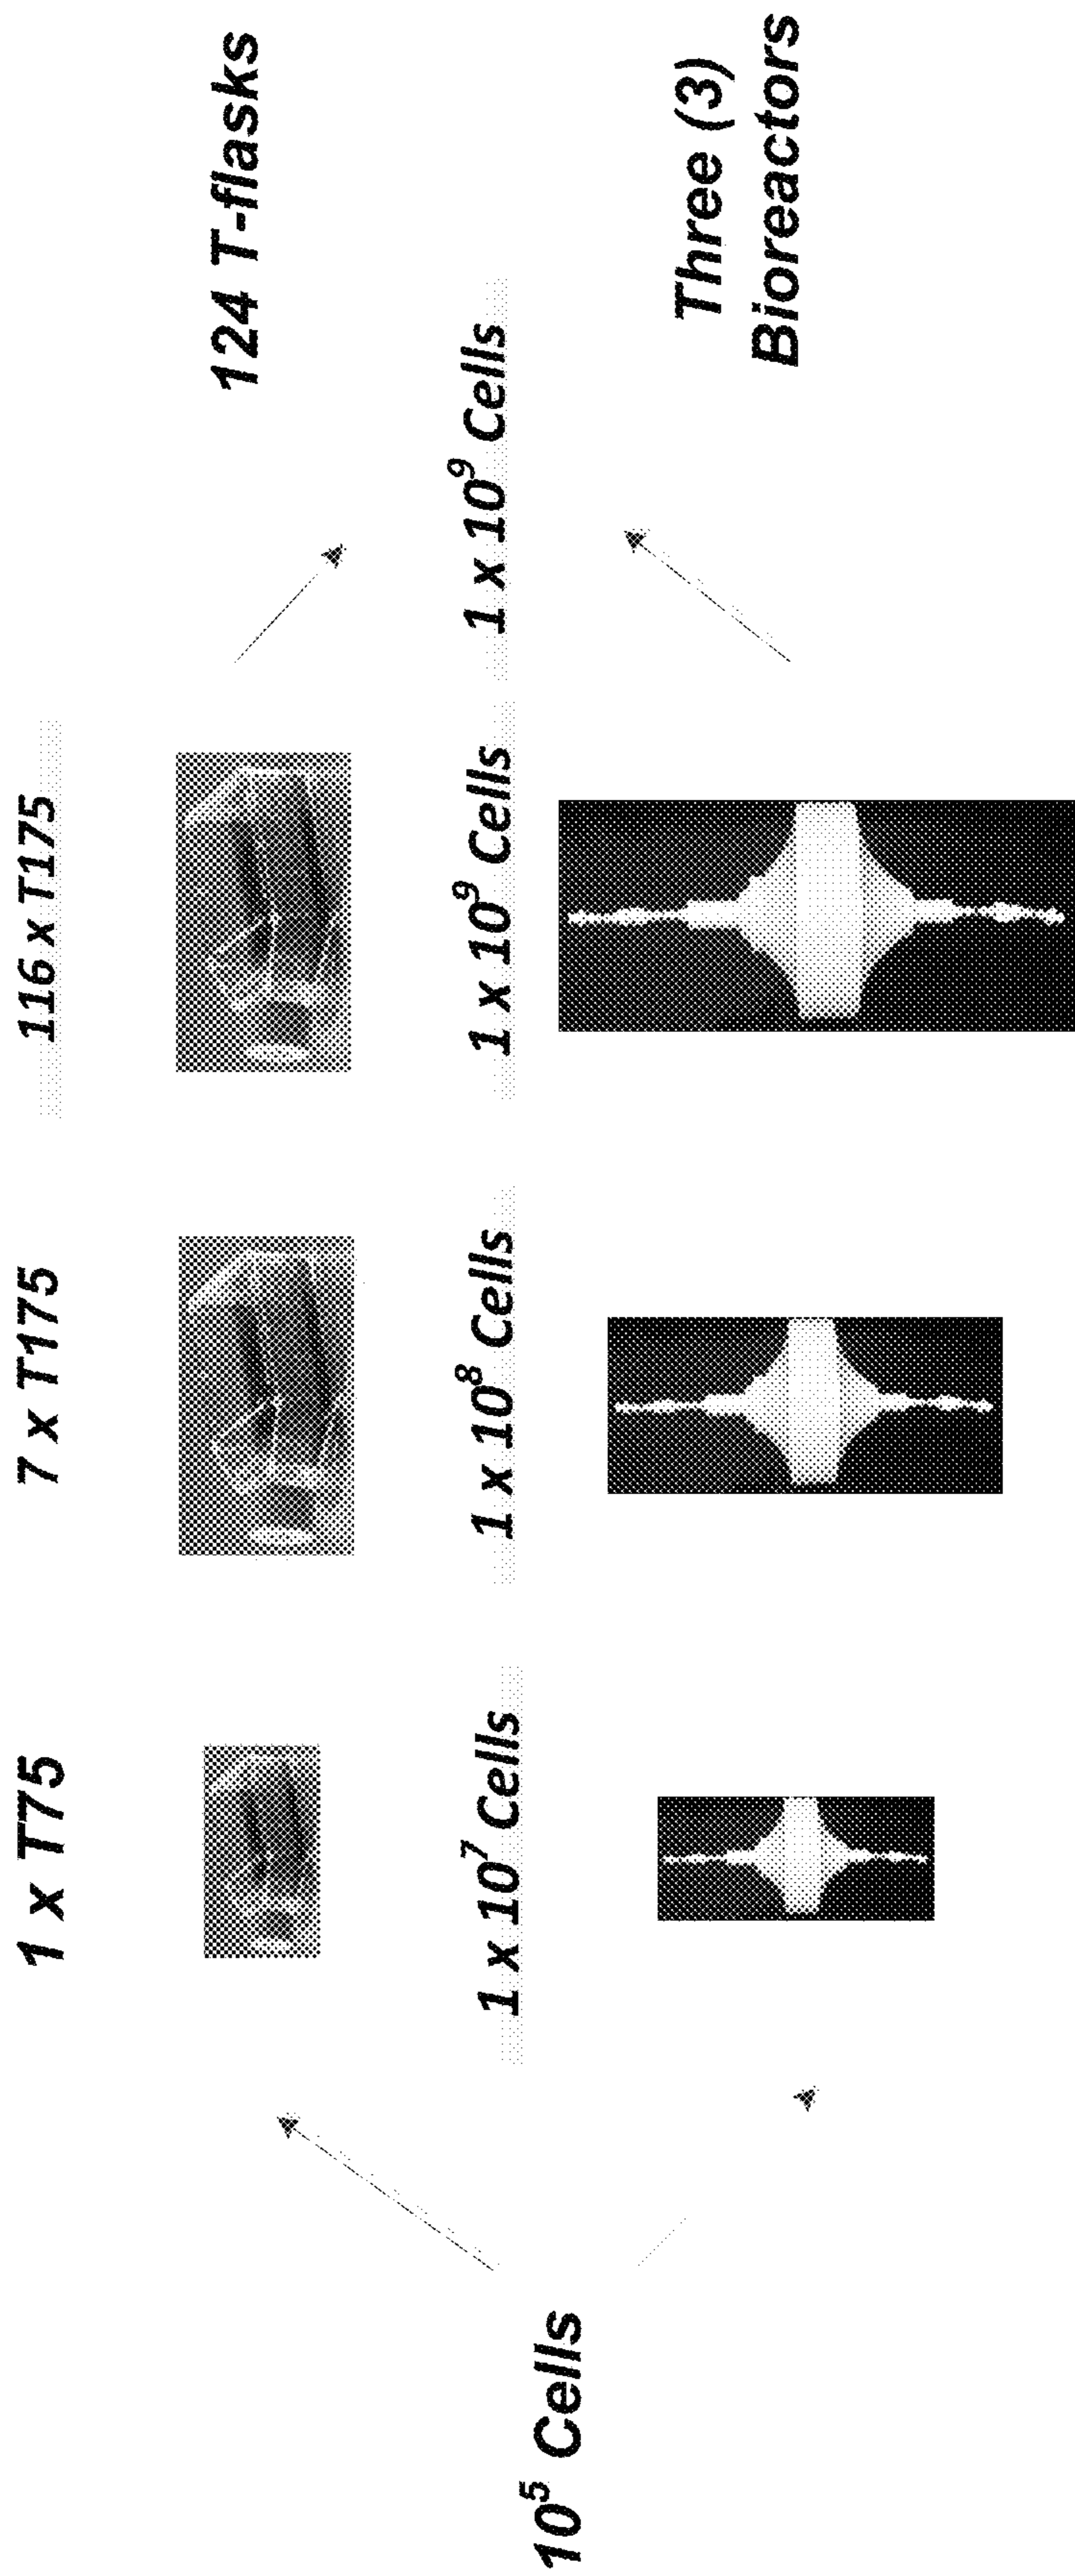 10⁵ Cells
1 x T75
7 x T175
116 x T175
1 x 10⁷ Cells
1 x 10⁸ Cells
1 x 10⁹ Cells
1 x 10⁹ Cells
124 T-flasks
Three (3)
Bioreactors